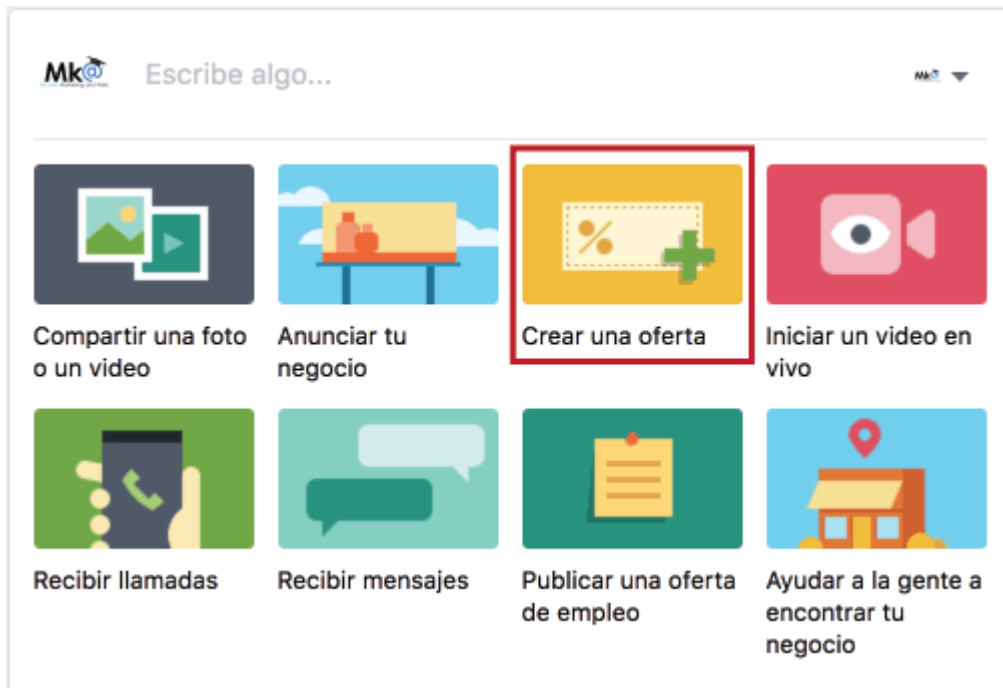 Mk@
Escribe algo...
Mk@
%
Compartir una foto
o un video
Anunciar tu
negocio
Crear una oferta
Iniciar un video en
vivo
Recibir llamadas
Recibir mensajes
Publicar una oferta
de empleo
Ayudar a la gente a
encontrar tu
negocio